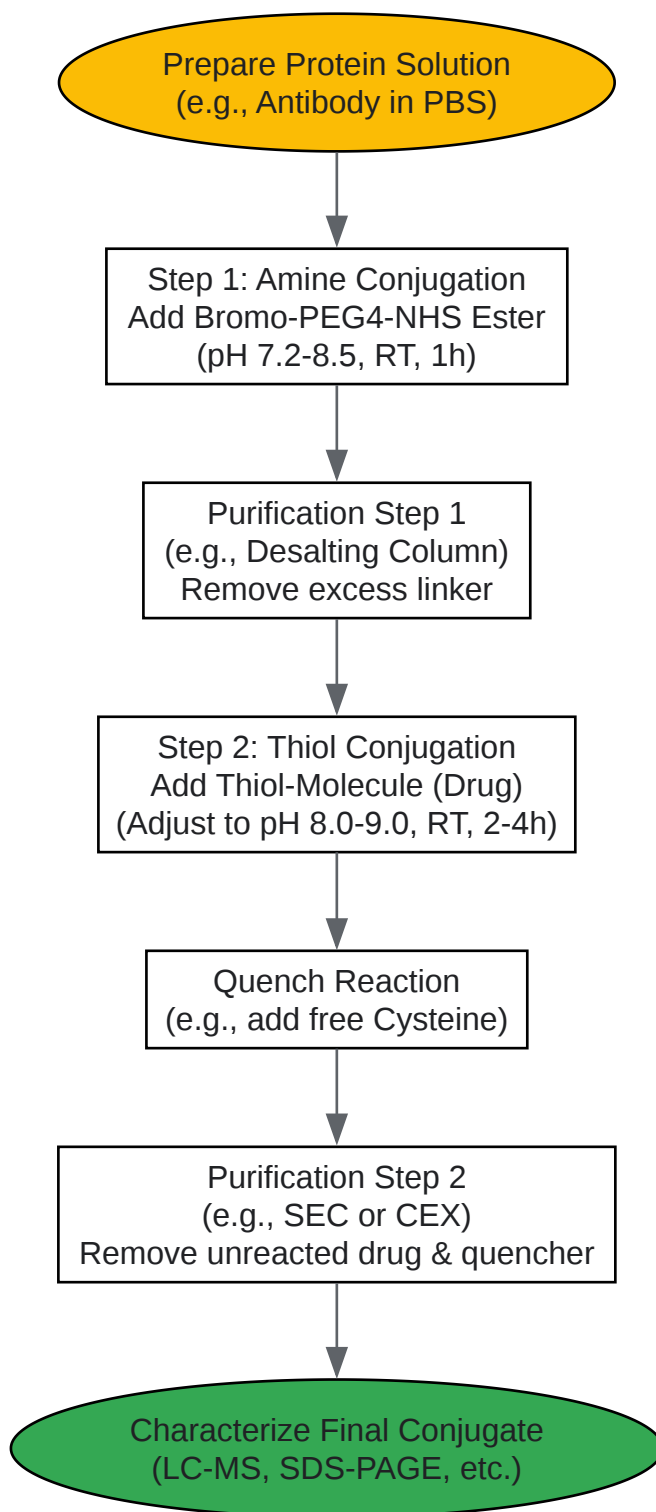 Prepare Protein Solution
(e.g., Antibody in PBS)
Step 1: Amine Conjugation
Add Bromo-PEG4-NHS Ester
(pH 7.2-8.5, RT, 1h)
Purification Step 1
(e.g., Desalting Column)
Remove excess linker
Step 2: Thiol Conjugation
Add Thiol-Molecule (Drug)
(Adjust to pH 8.0-9.0, RT, 2-4h)
Quench Reaction
(e.g., add free Cysteine)
Purification Step 2
(e.g., SEC or CEX)
Remove unreacted drug & quencher
Characterize Final Conjugate
(LC-MS, SDS-PAGE, etc.)